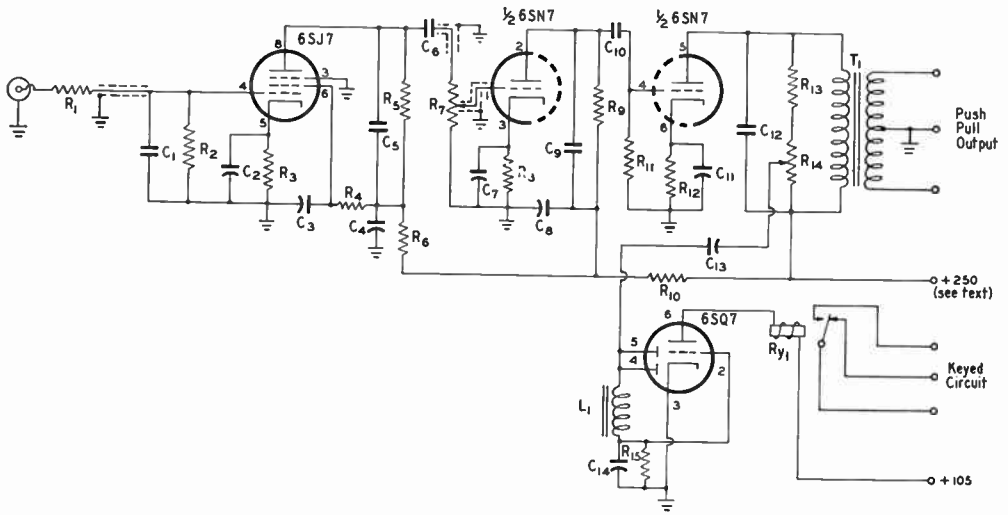 6SJ7
½ 6SN7
½ 6SN7
8
3
6
4
5
R1
C1
R2
C2
R3
C3
R4
C4
C5
R5
R6
C6
R7
2
3
C7
C8
C9
R9
C10
5
4
6
R11
R12
C11
C12
R13
R14
T1
Push
Pull
Output
C13
R10
+250
(see text)
6SQ7
6
5
4
2
3
L1
C14
R15
Ry1
Keyed
Circuit
+105